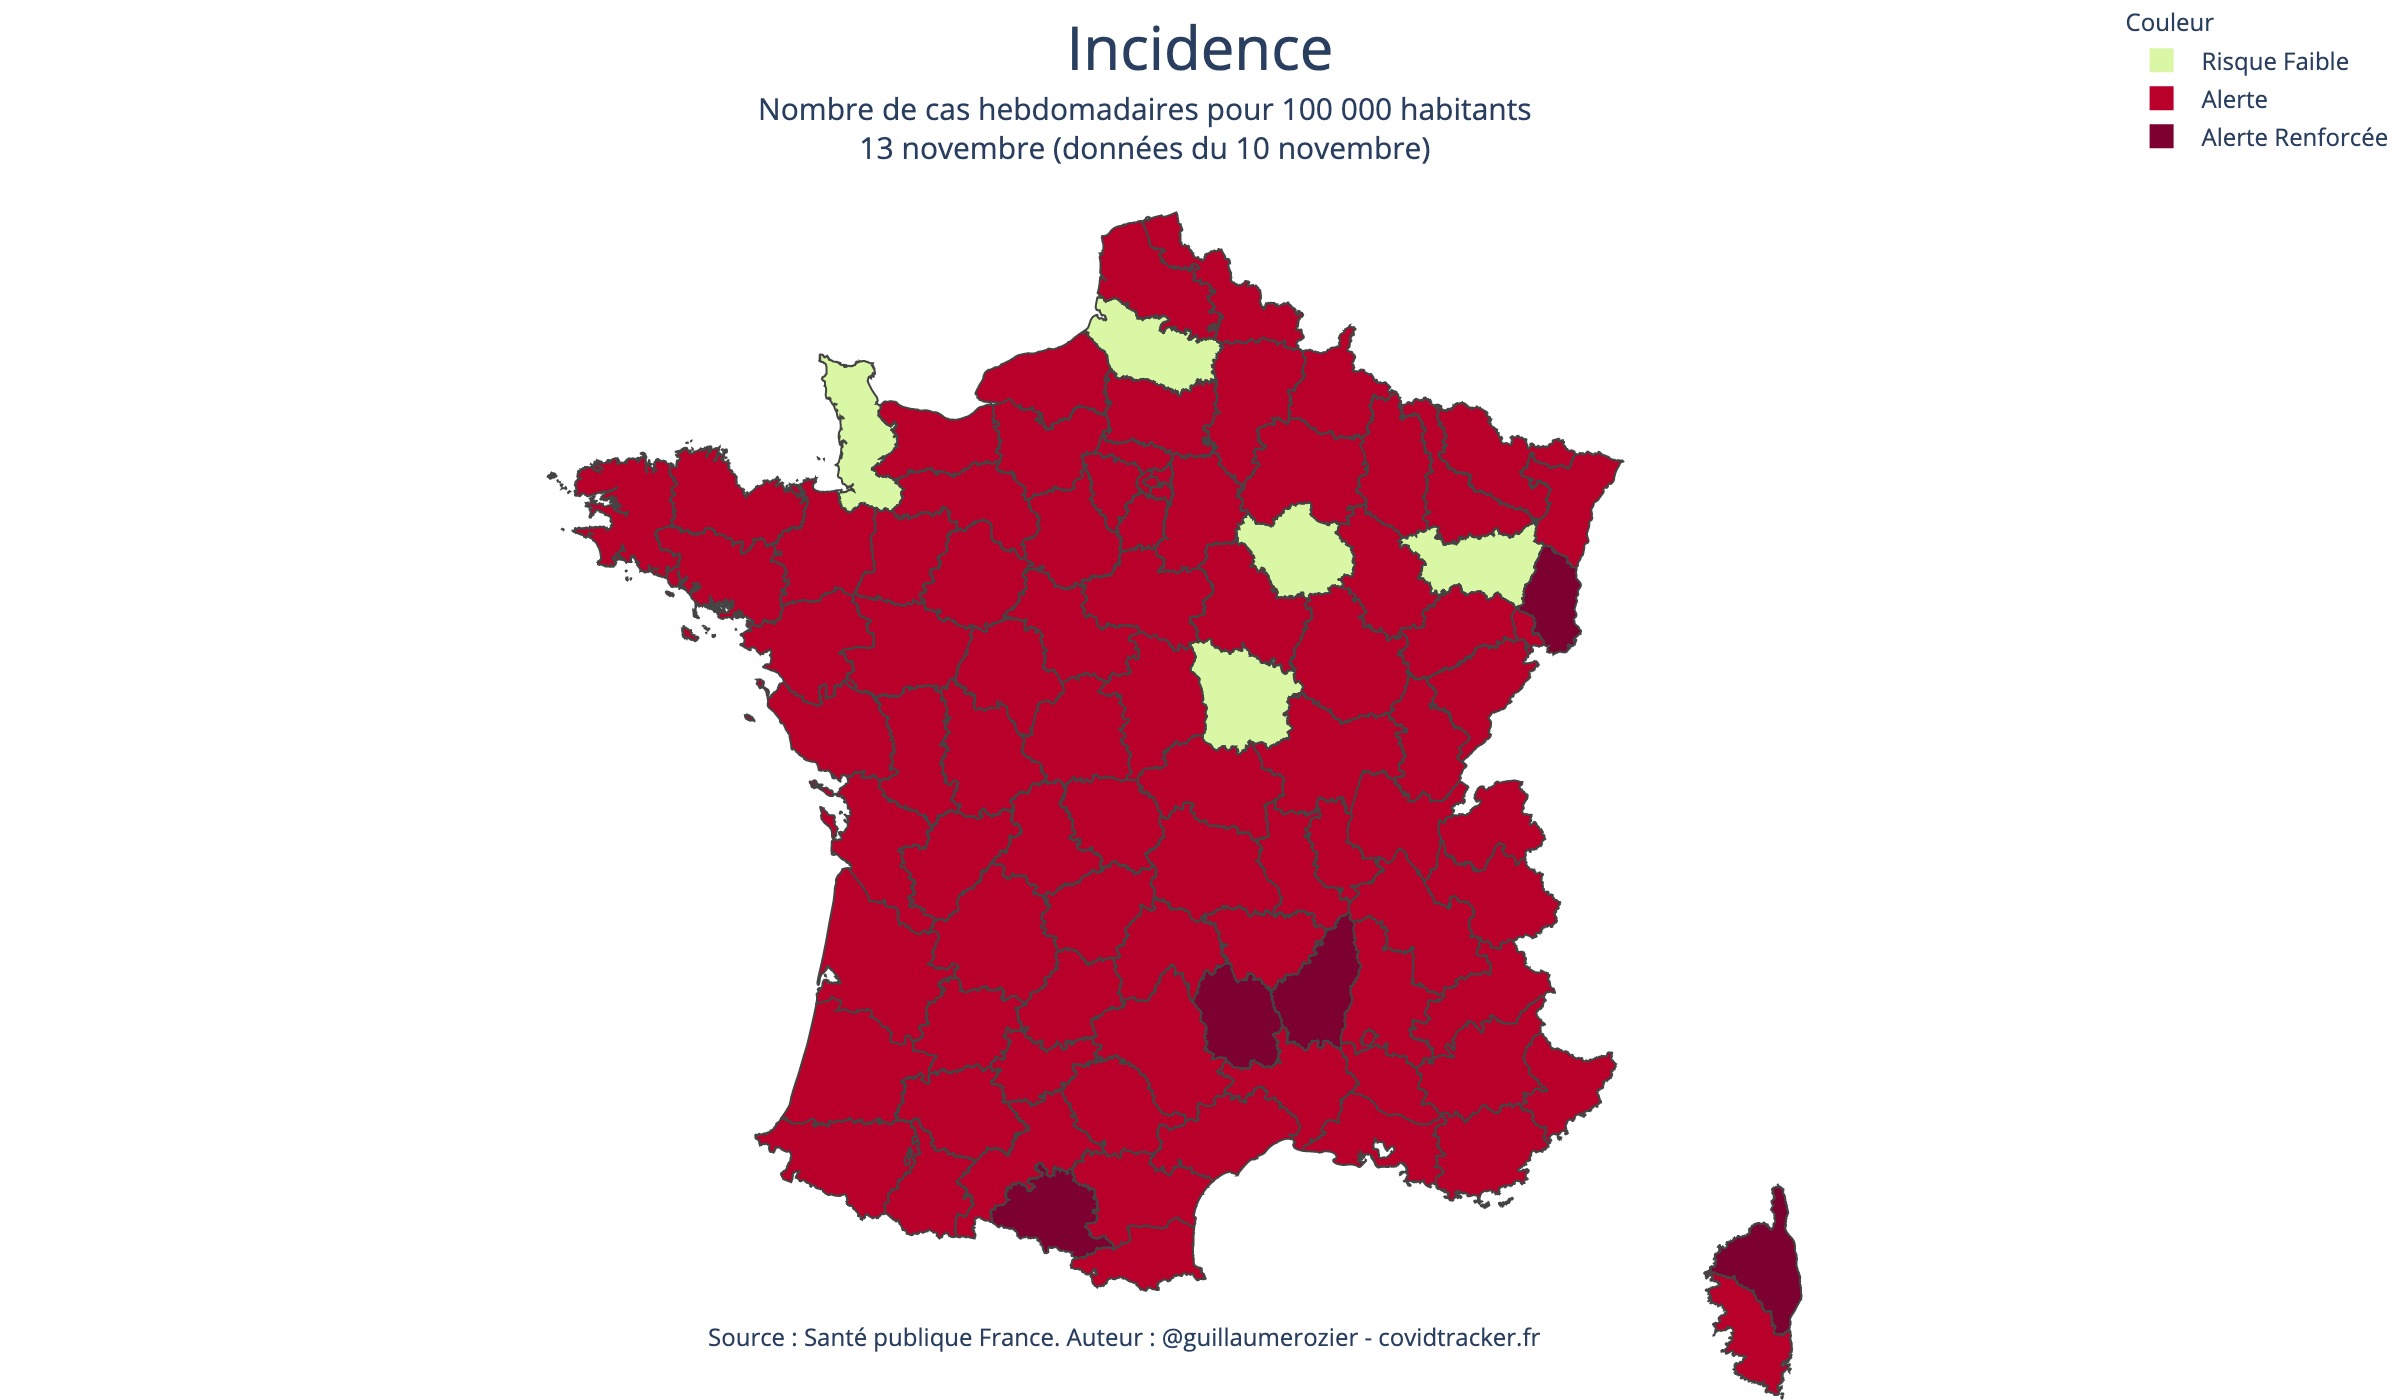 Incidence
Nombre de cas hebdomadaires pour 100 000 habitants
13 novembre (données du 10 novembre)
Couleur
Risque Faible
Alerte
Alerte Renforcée
Source : Santé publique France. Auteur : @guillaumerozier - covidtracker.fr